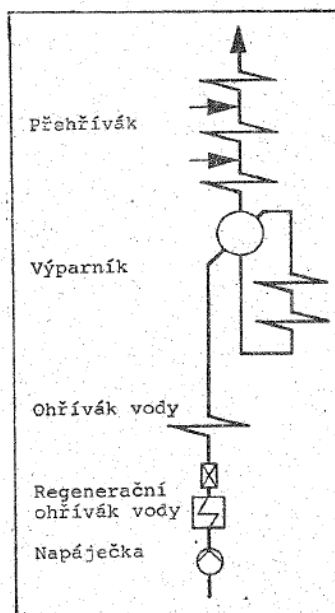 Přehřívák
Výparník
Ohřívák vody
Regenerační
ohřívák vody
Napáječka